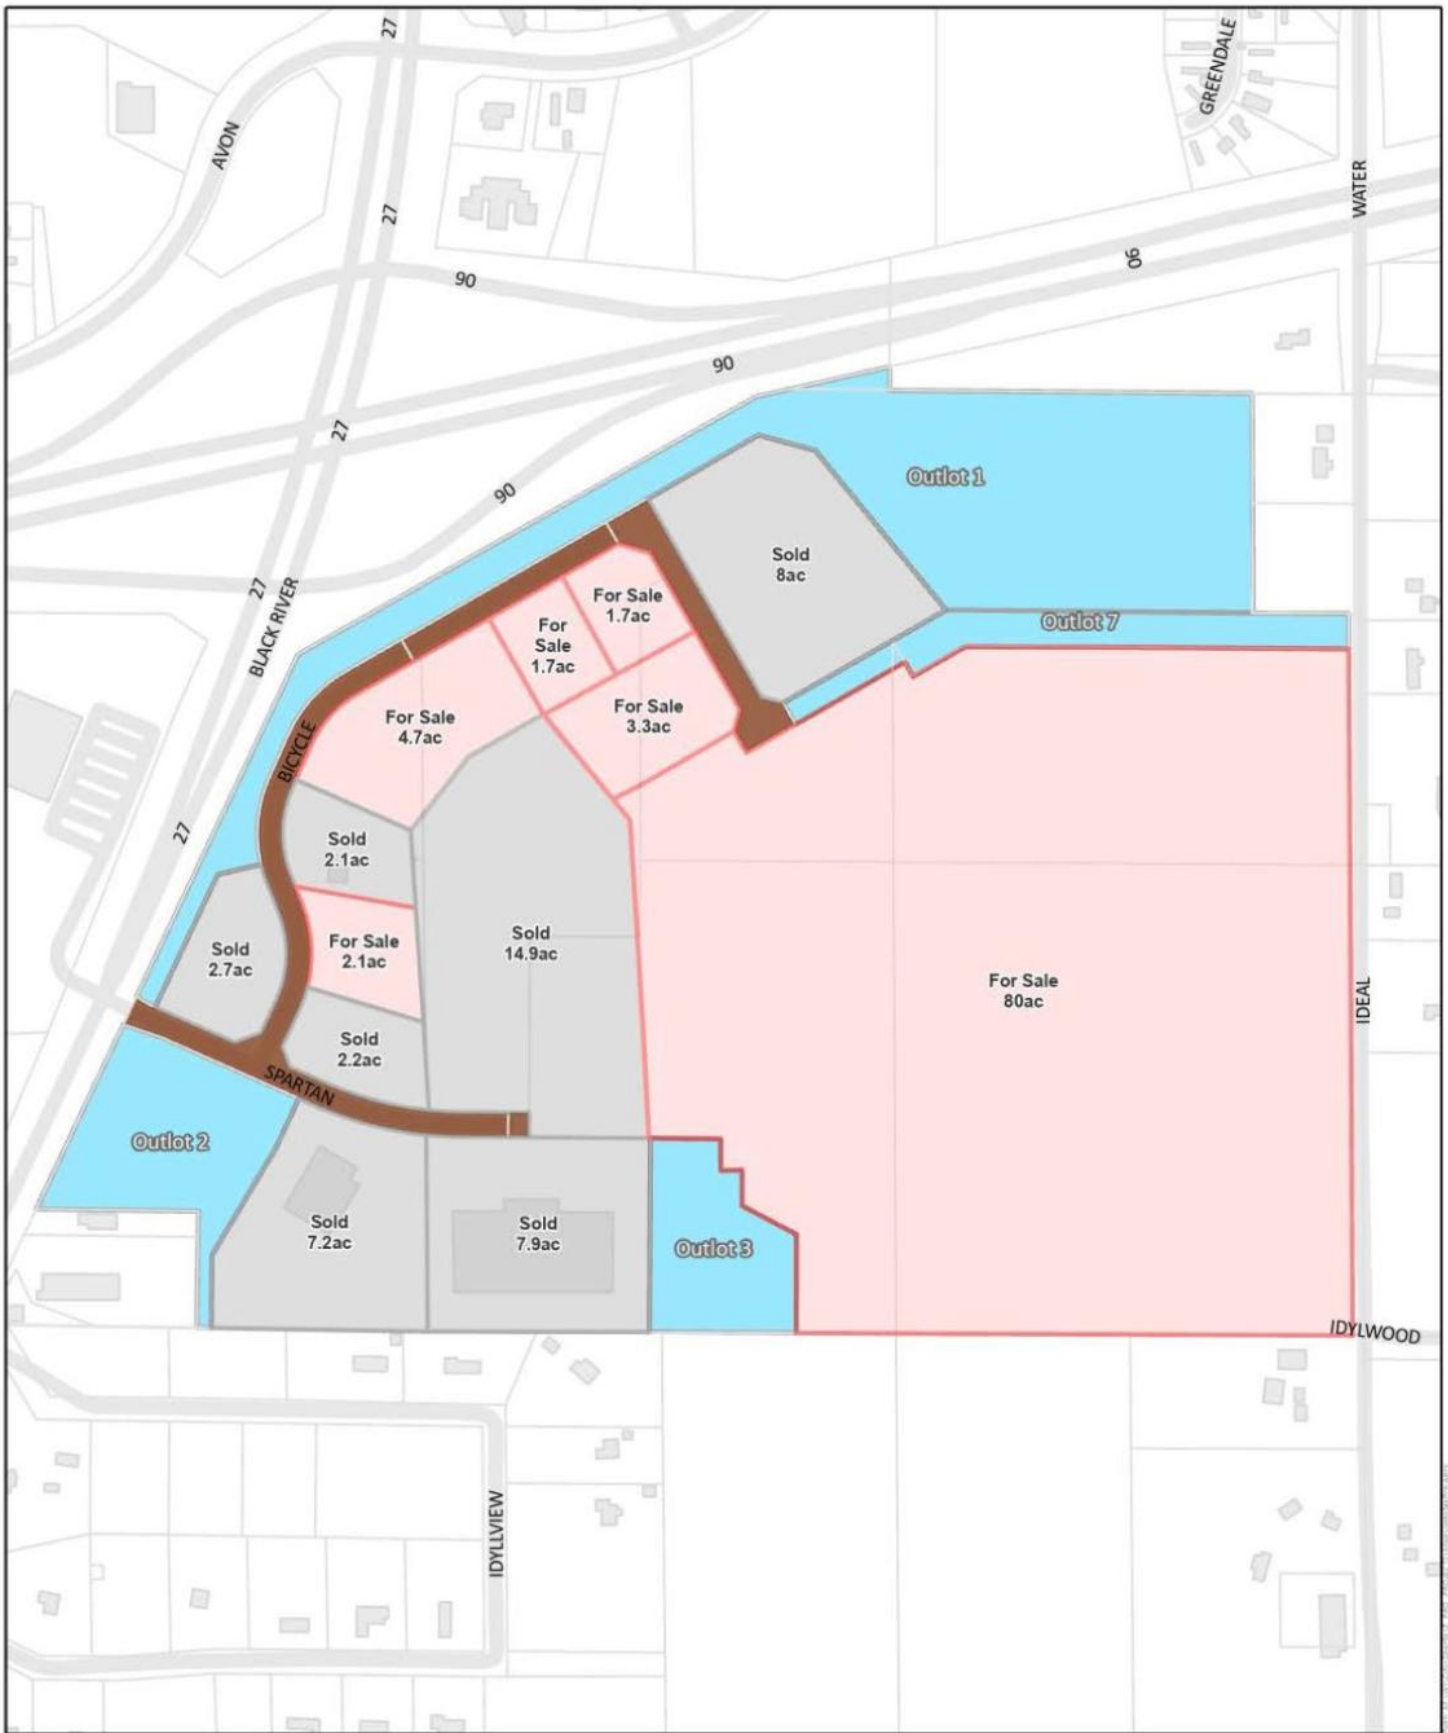 27
GREENDALE
AVON
WATER
27
90
90
90
27
90
Outlot 1
Sold
8ac
27
BLACK RIVER
For Sale
1.7ac
For
Sale
1.7ac
Outlot 7
For Sale
3.3ac
For Sale
4.7ac
BICYCLE
27
Sold
2.1ac
Sold
14.9ac
For Sale
2.1ac
Sold
2.7ac
For Sale
80ac
IDEAL
Sold
2.2ac
SPARTAN
Outlot 2
Sold
7.2ac
Sold
7.9ac
Outlot 3
IDYLWOOD
IDYLLVIEW